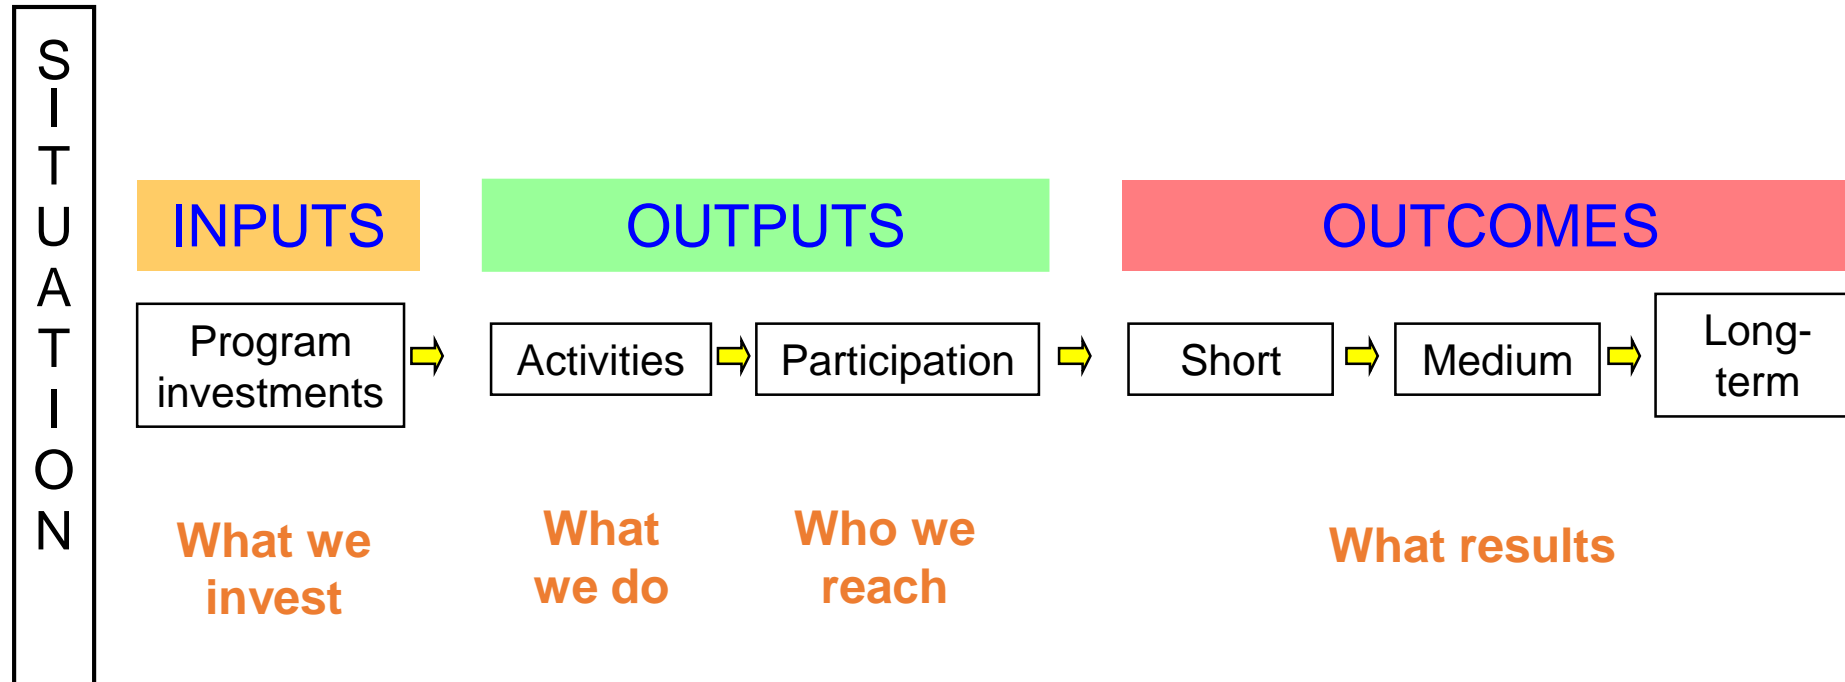 SITUATION
INPUTS
OUTPUTS
OUTCOMES
Program
investments
Activities
Participation
Short
Medium
Long-
term
What we
invest
What
we do
Who we
reach
What results